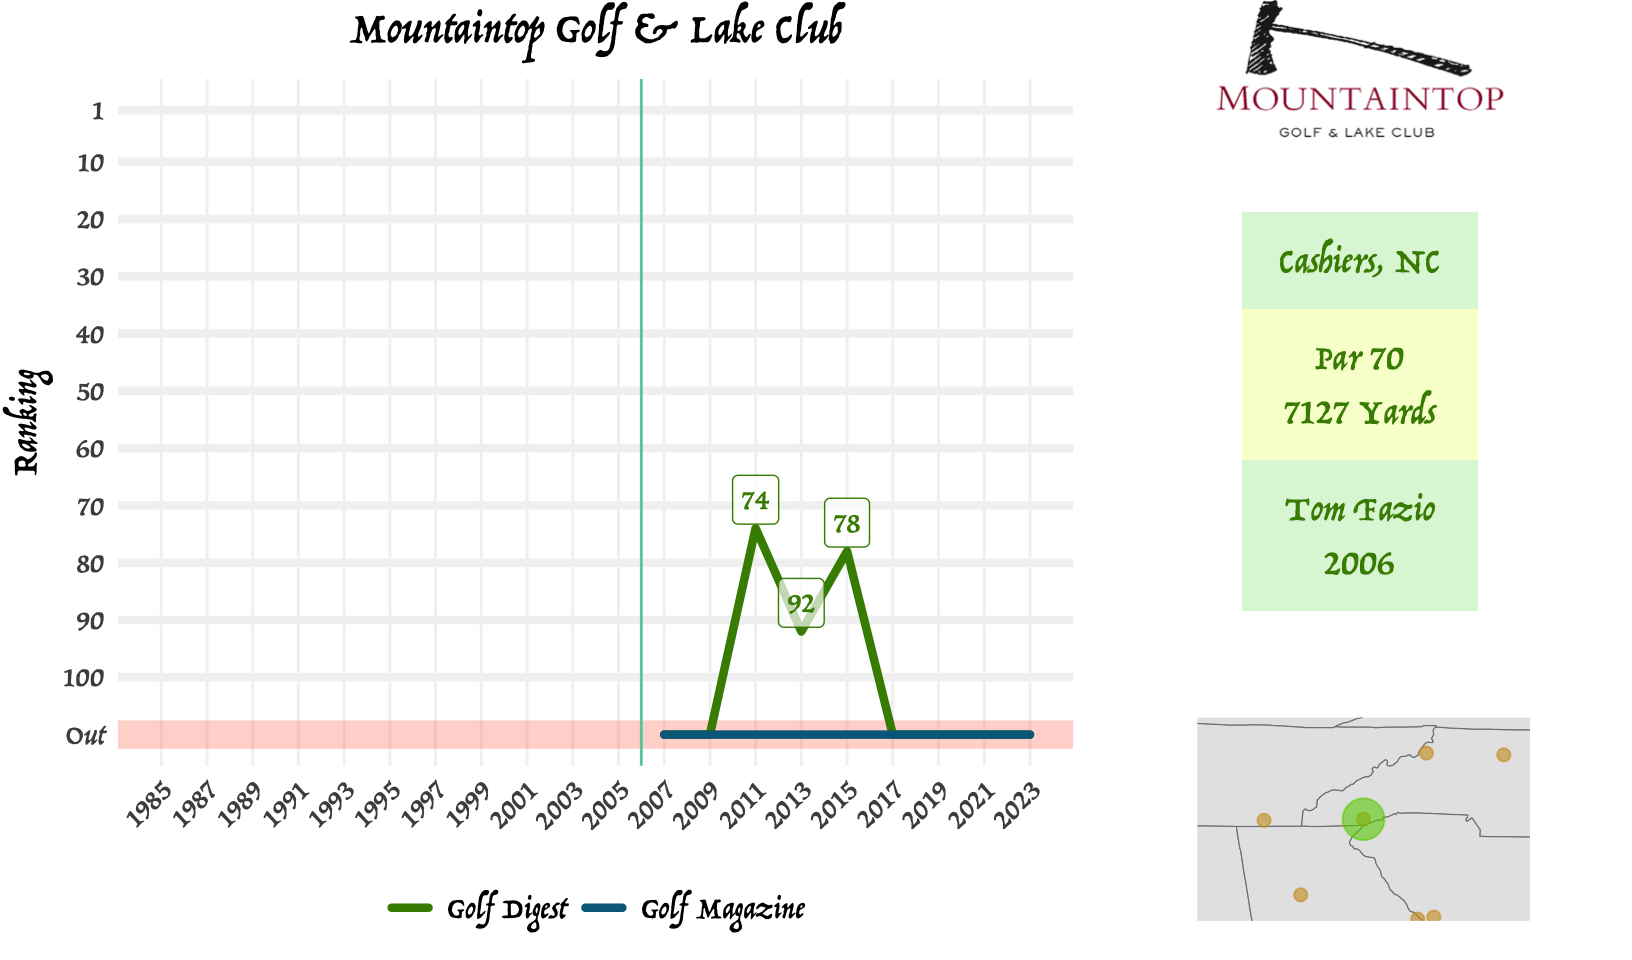 Mountaintop Golf & Lake Club
Ranking
1
10
20
30
40
50
60
70
80
90
100
Out
74
92
78
1985 1987 1989 1991 1993 1995 1997 1999 2001 2003 2005 2007 2009 2011 2013 2015 2017 2019 2021 2023
Golf Digest Golf Magazine
MOUNTAINTOP
GOLF & LAKE CLUB
Cashiers, NC
Par 70
7127 Yards
Tom Fazio
2006